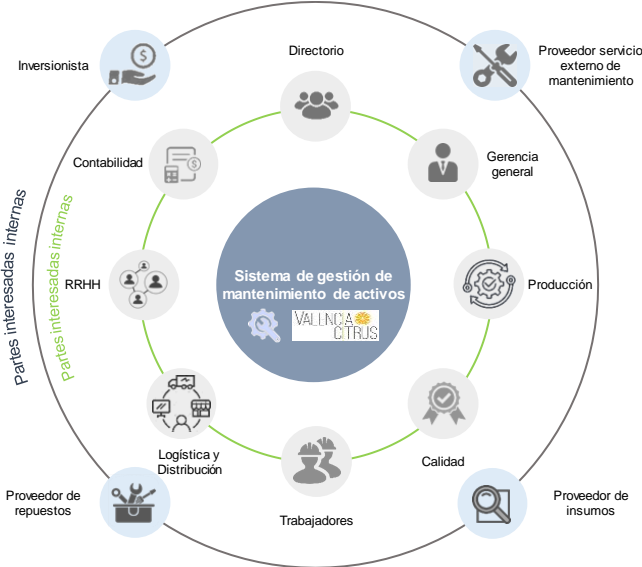 Directorio
Inversionista
Proveedor servicio
externo de
mantenimiento
Contabilidad
Gerencia
general
Partes interesadas internas
Partes interesadas internas
RRHH
Sistema de gestión de
mantenimiento de activos
VALENCIA
CITRUS
Producción
Logística y
Distribución
Calidad
Proveedor de
repuestos
Trabajadores
Proveedor de
insumos